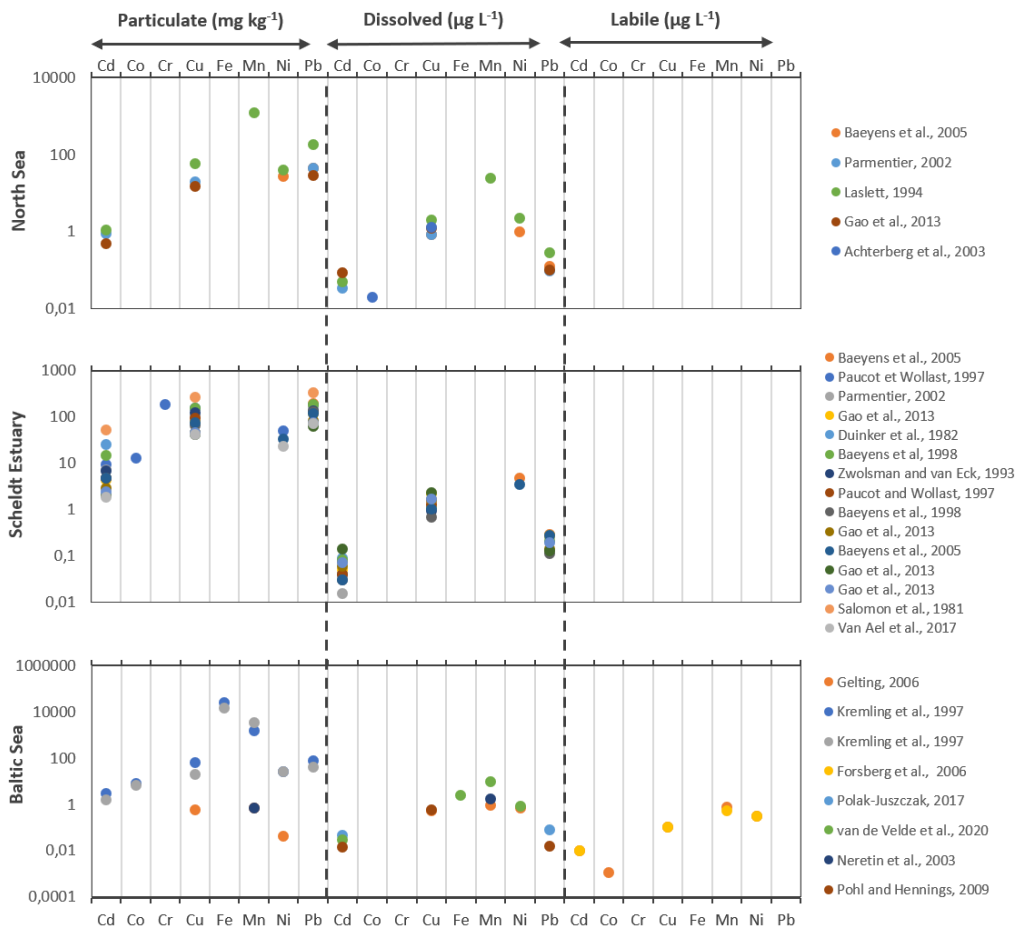 Particulate (mg kg⁻¹) Dissolved (µg L⁻¹) Labile (µg L⁻¹)
Cd Co Cr Cu Fe Mn Ni Pb Cd Co Cr Cu Fe Mn Ni Pb Cd Co Cr Cu Fe Mn Ni Pb
North Sea
10000
100
1
0,01
Baeyens et al., 2005
Parmentier, 2002
Laslett, 1994
Gao et al., 2013
Achterberg et al., 2003
Scheldt Estuary
1000
100
10
1
0,1
0,01
Baeyens et al., 2005
Paucot et Wollast, 1997
Parmentier, 2002
Gao et al., 2013
Duinker et al., 1982
Baeyens et al, 1998
Zwolsman and van Eck, 1993
Paucot and Wollast, 1997
Baeyens et al., 1998
Gao et al., 2013
Baeyens et al., 2005
Gao et al., 2013
Gao et al., 2013
Salomon et al., 1981
Van Ael et al., 2017
Baltic Sea
1000000
10000
100
1
0,01
0,0001
Gelting, 2006
Kremling et al., 1997
Kremling et al., 1997
Forsberg et al., 2006
Polak-Juszczak, 2017
van de Velde et al., 2020
Neretin et al., 2003
Pohl and Hennings, 2009
Cd Co Cr Cu Fe Mn Ni Pb Cd Co Cr Cu Fe Mn Ni Pb Cd Co Cr Cu Fe Mn Ni Pb